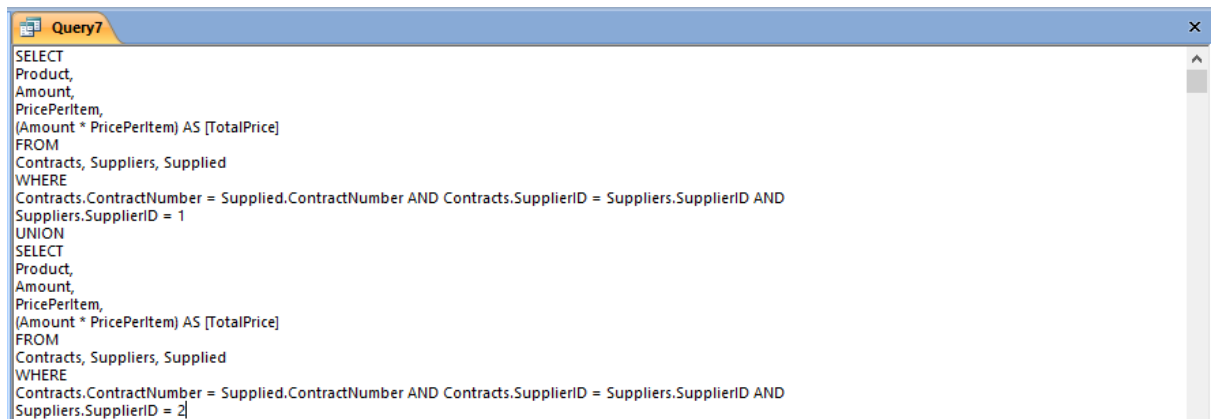 Query7
SELECT
Product,
Amount,
PricePerItem,
(Amount * PricePerItem) AS [TotalPrice]
FROM
Contracts, Suppliers, Supplied
WHERE
Contracts.ContractNumber = Supplied.ContractNumber AND Contracts.SupplierID = Suppliers.SupplierID AND
Suppliers.SupplierID = 1
UNION
SELECT
Product,
Amount,
PricePerItem,
(Amount * PricePerItem) AS [TotalPrice]
FROM
Contracts, Suppliers, Supplied
WHERE
Contracts.ContractNumber = Supplied.ContractNumber AND Contracts.SupplierID = Suppliers.SupplierID AND
Suppliers.SupplierID = 2